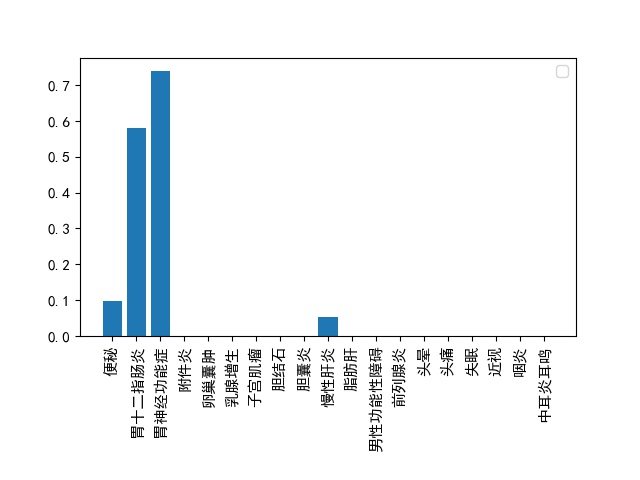 0.7
0.6
0.5
0.4
0.3
0.2
0.1
0.0
便秘
胃十二指肠炎
胃神经功能症
附件炎
卵巢囊肿
乳腺增生
子宫肌瘤
胆结石
胆囊炎
慢性肝炎
脂肪肝
男性功能性障碍
前列腺炎
头晕
头痛
失眠
近视
咽炎
中耳炎耳鸣